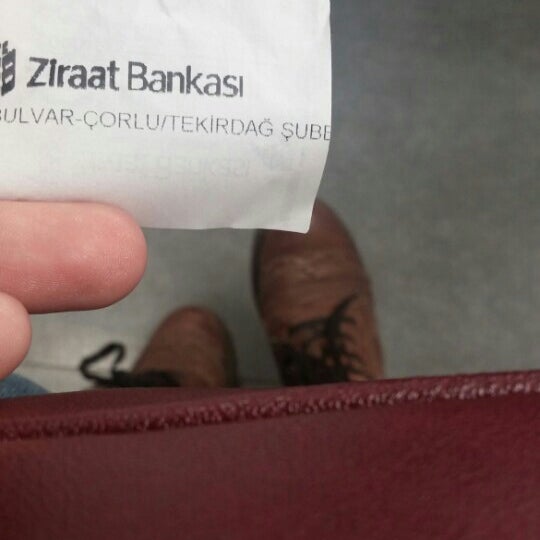 Ziraat Bankası
BULVAR-ÇORLU/TEKİRDAĞ ŞUBE